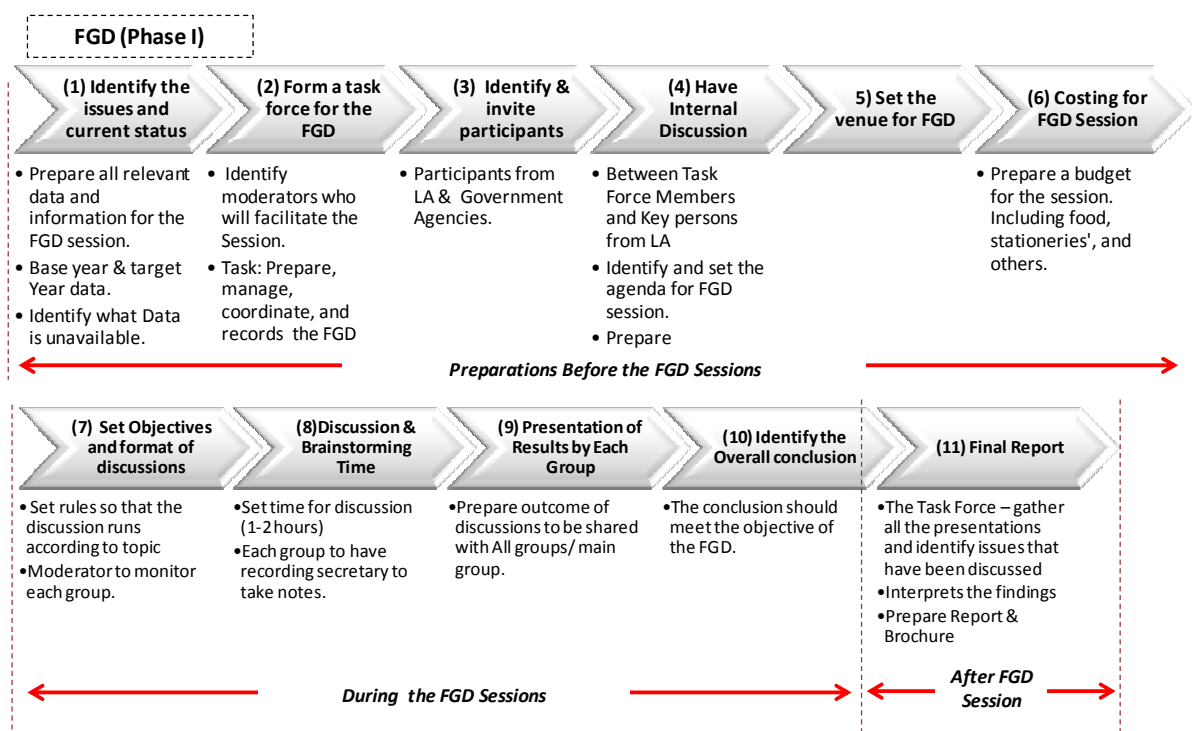 FGD (Phase I)
(1) Identify the
issues and
current status
(2) Form a task
force for the
FGD
(3) Identify &
invite
participants
(4) Have
Internal
Discussion
5) Set the
venue for FGD
(6) Costing for
FGD Session
• Prepare all relevant
data and
information for the
FGD session.
• Base year & target
Year data.
• Identify what Data
is unavailable.
• Identify
moderators who
will facilitate the
Session.
• Task: Prepare,
manage,
coordinate, and
records the FGD
• Participants from
LA & Government
Agencies.
• Between Task
Force Members
and Key persons
from LA
• Identify and set the
agenda for FGD
session.
• Prepare
• Prepare a budget
for the session.
Including food,
stationeries', and
others.
Preparations Before the FGD Sessions
(7) Set Objectives
and format of
discussions
(8)Discussion &
Brainstorming
Time
(9) Presentation of
Results by Each
Group
(10) Identify the
Overall conclusion
(11) Final Report
• Set rules so that the
discussion runs
according to topic
•Moderator to monitor
each group.
•Set time for discussion
(1-2 hours)
•Each group to have
recording secretary to
take notes.
•Prepare outcome of
discussions to be shared
with All groups/ main
group.
•The conclusion should
meet the objective of
the FGD.
•The Task Force – gather
all the presentations
and identify issues that
have been discussed
•Interprets the findings
•Prepare Report &
Brochure
During the FGD Sessions
After FGD
Session